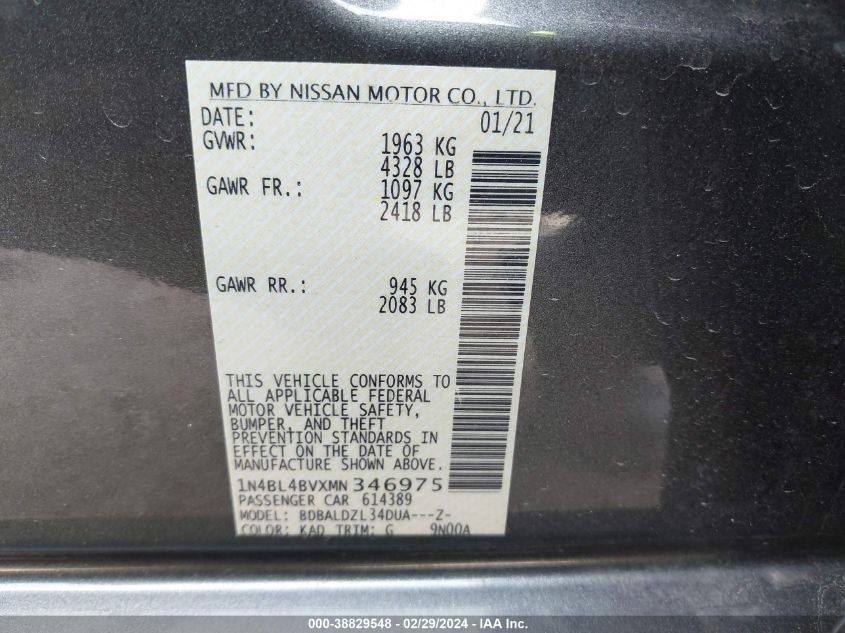 MFD BY NISSAN MOTOR CO., LTD.
DATE: 01/21
GVWR: 1963 KG
4328 LB
GAWR FR.: 1097 KG
2418 LB
GAWR RR.: 945 KG
2083 LB
THIS VEHICLE CONFORMS TO
ALL APPLICABLE FEDERAL
MOTOR VEHICLE SAFETY,
BUMPER, AND THEFT
PREVENTION STANDARDS IN
EFFECT ON THE DATE OF
MANUFACTURE SHOWN ABOVE.
1N4BL4BVXMN346975
PASSENGER CAR 614389
MODEL: BDBALDZL34DUA---Z-
COLOR: KAD TRIM: G 9N00A
000-38829548 - 02/29/2024 - IAA Inc.